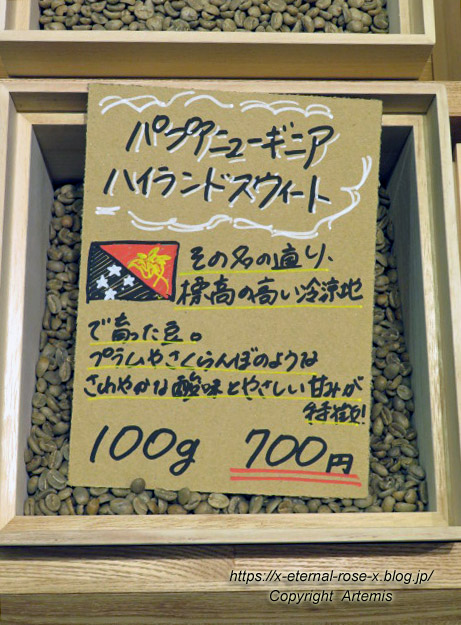 パプアニューギニア
ハイランドスウィート
その名の通り、
標高の高い冷涼地
で育った豆。
プラムやさくらんぼのような
さわやかな酸味とやさしい甘みが
特徴!
100g 700円
https://x-eternal-rose-x.blog.jp/
Copyright Artemis